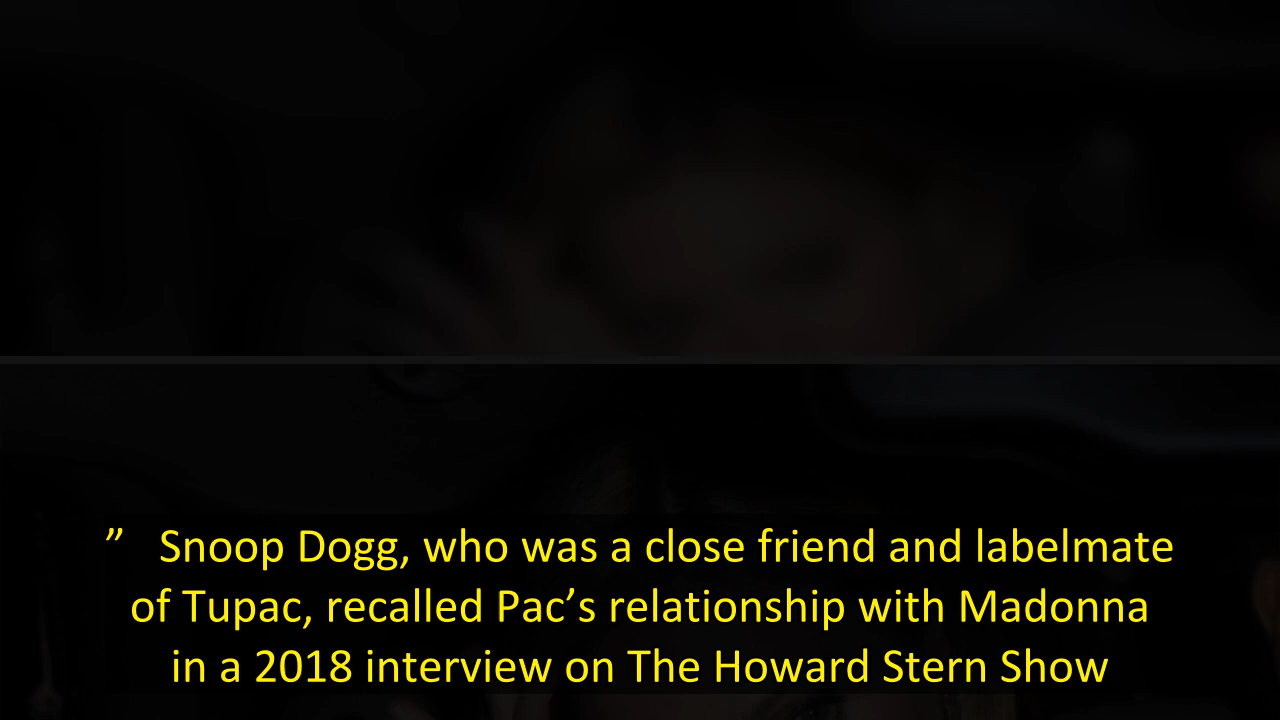 ”   Snoop Dogg, who was a close friend and labelmate
of Tupac, recalled Pac’s relationship with Madonna
in a 2018 interview on The Howard Stern Show